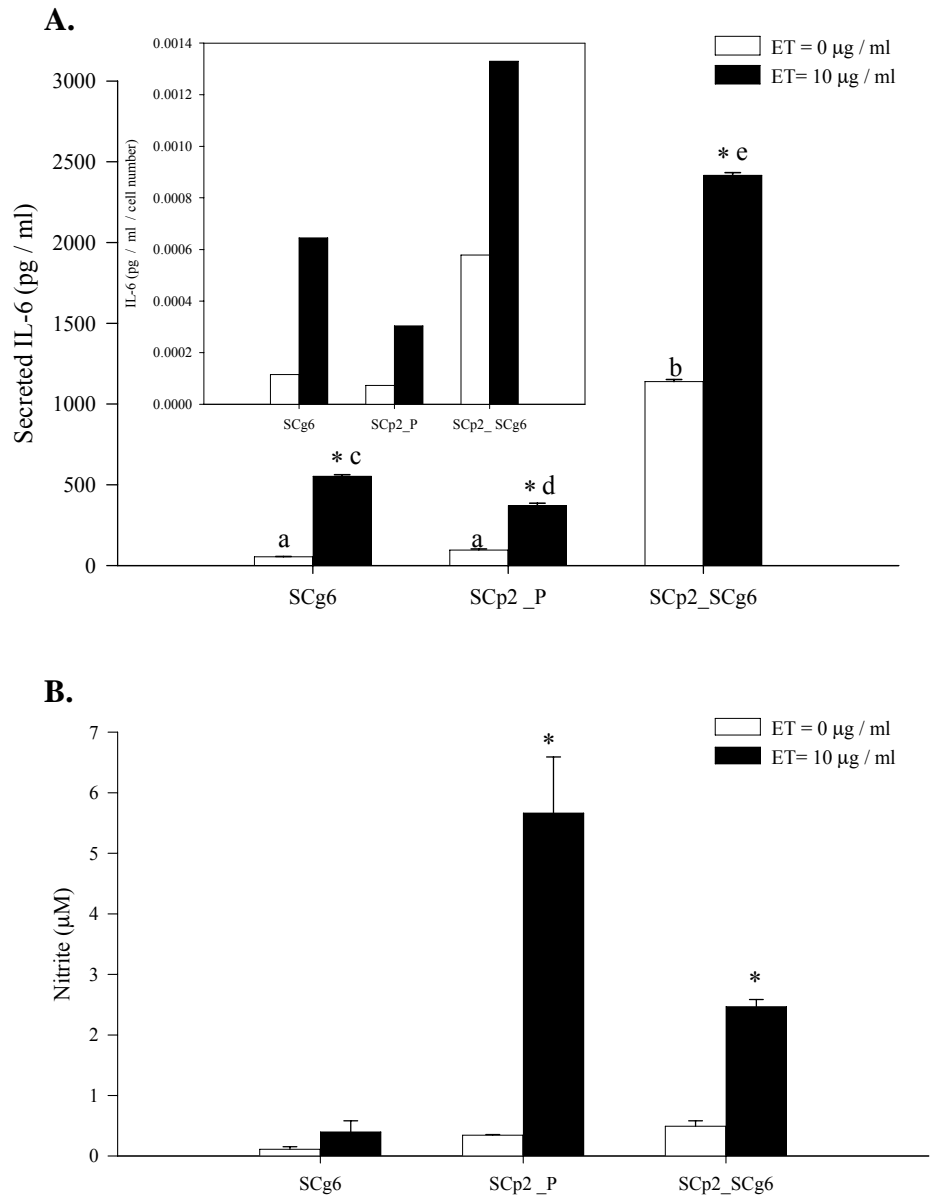 A.
ET = 0 μg / ml
ET= 10 μg / ml
Secreted IL-6 (pg / ml)
3000
2500
2000
1500
1000
500
0
IL-6 (pg / ml / cell number)
0.0014
0.0012
0.0010
0.0008
0.0006
0.0004
0.0002
0.0000
SCg6 SCp2_P SCp2_ SCg6
a * c a * d b * e
SCg6 SCp2 _P SCp2_SCg6
B.
ET = 0 μg / ml
ET= 10 μg / ml
Nitrite (μM)
7
6
5
4
3
2
1
0
* *
SCg6 SCp2 _P SCp2_SCg6